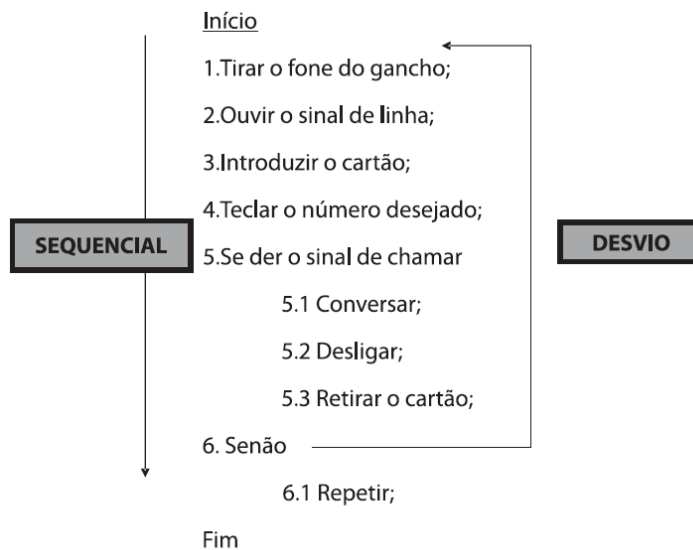 Início
1.Tirar o fone do gancho;
2.Ouvir o sinal de linha;
3.Introduzir o cartão;
4.Teclar o número desejado;
SEQUENCIAL
5.Se der o sinal de chamar
DESVIO
5.1 Conversar;
5.2 Desligar;
5.3 Retirar o cartão;
6. Senão
6.1 Repetir;
Fim